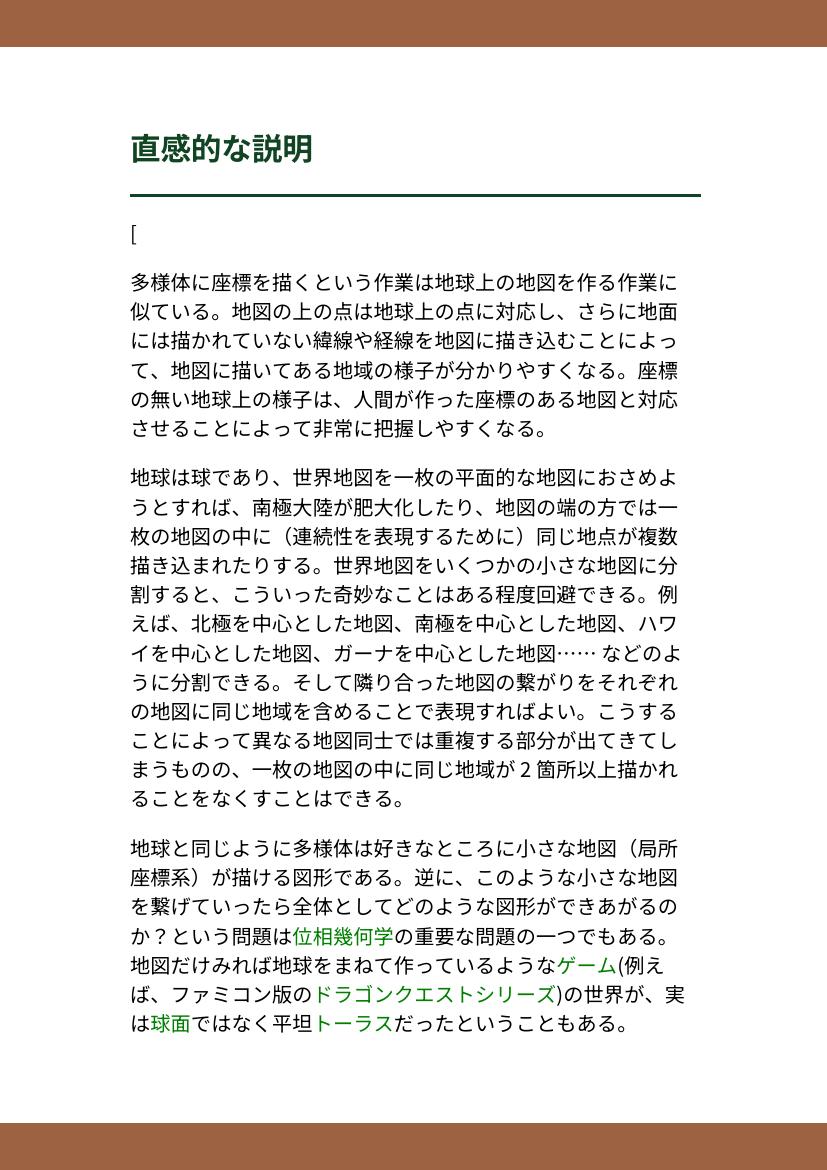 直感的な説明
[
多様体に座標を描くという作業は地球上の地図を作る作業に
似ている。地図の上の点は地球上の点に対応し、さらに地面
には描かれていない緯線や経線を地図に描き込むことによっ
て、地図に描いてある地域の様子が分かりやすくなる。座標
の無い地球上の様子は、人間が作った座標のある地図と対応
させることによって非常に把握しやすくなる。
地球は球であり、世界地図を一枚の平面的な地図におさめよ
うとすれば、南極大陸が肥大化したり、地図の端の方では一
枚の地図の中に（連続性を表現するために）同じ地点が複数
描き込まれたりする。世界地図をいくつかの小さな地図に分
割すると、こういった奇妙なことはある程度回避できる。例
えば、北極を中心とした地図、南極を中心とした地図、ハワ
イを中心とした地図、ガーナを中心とした地図…… などのよ
うに分割できる。そして隣り合った地図の繋がりをそれぞれ
の地図に同じ地域を含めることで表現すればよい。こうする
ことによって異なる地図同士では重複する部分が出てきてし
まうものの、一枚の地図の中に同じ地域が 2 箇所以上描かれ
ることをなくすことはできる。
地球と同じように多様体は好きなところに小さな地図（局所
座標系）が描ける図形である。逆に、このような小さな地図
を繋げていったら全体としてどのような図形ができあがるの
か？という問題は位相幾何学の重要な問題の一つでもある。
地図だけみれば地球をまねて作っているようなゲーム(例え
ば、ファミコン版のドラゴンクエストシリーズ)の世界が、実
は球面ではなく平坦トーラスだったということもある。